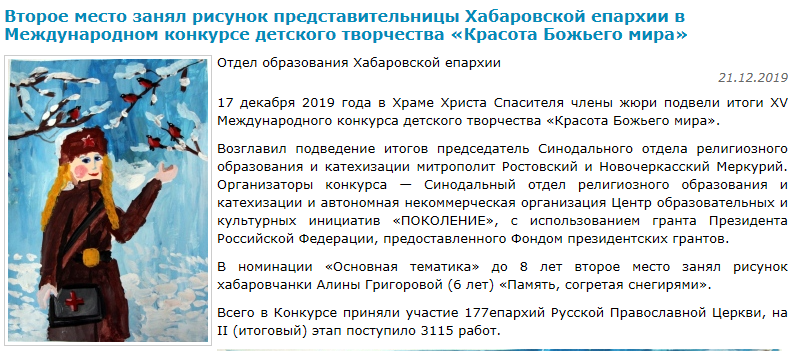 Второе место занял рисунок представительницы Хабаровской епархии в
Международном конкурсе детского творчества «Красота Божьего мира»
Отдел образования Хабаровской епархии
21.12.2019
17 декабря 2019 года в Храме Христа Спасителя члены жюри подвели итоги XV
Международного конкурса детского творчества «Красота Божьего мира».
Возглавил подведение итогов председатель Синодального отдела религиозного
образования и катехизации митрополит Ростовский и Новочеркасский Меркурий.
Организаторы конкурса — Синодальный отдел религиозного образования и
катехизации и автономная некоммерческая организация Центр образовательных и
культурных инициатив «ПОКОЛЕНИЕ», с использованием гранта Президента
Российской Федерации, предоставленного Фондом президентских грантов.
В номинации «Основная тематика» до 8 лет второе место занял рисунок
хабаровчанки Алины Григоровой (6 лет) «Память, согретая снегирями».
Всего в Конкурсе приняли участие 177епархий Русской Православной Церкви, на
II (итоговый) этап поступило 3115 работ.